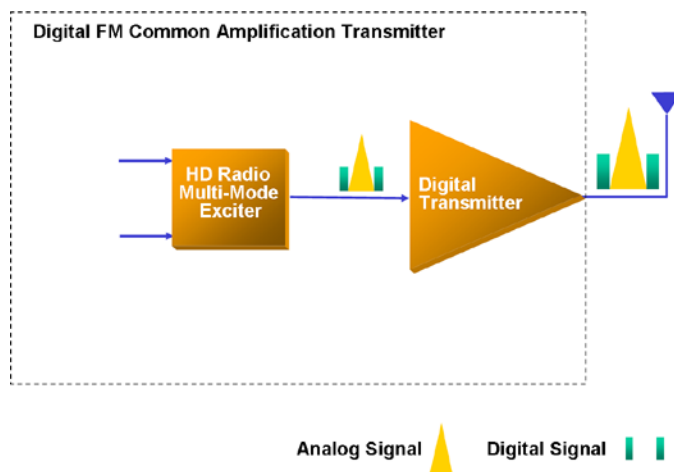 Digital FM Common Amplification Transmitter
HD Radio
Multi-Mode
Exciter
Digital
Transmitter
Analog Signal
Digital Signal